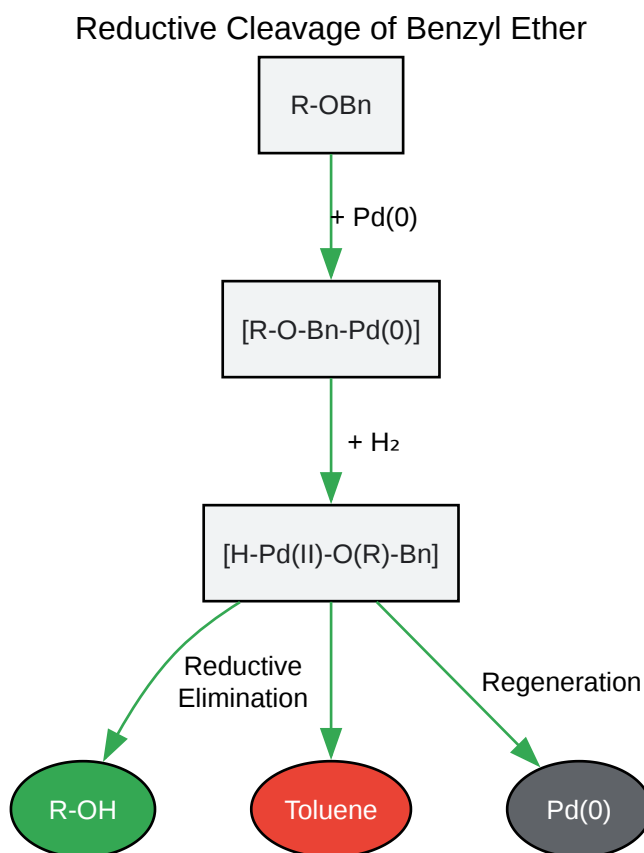 Reductive Cleavage of Benzyl Ether
R-OBn
+ Pd(0)
[R-O-Bn-Pd(0)]
+ H₂
[H-Pd(II)-O(R)-Bn]
Reductive
Elimination
Regeneration
R-OH
Toluene
Pd(0)